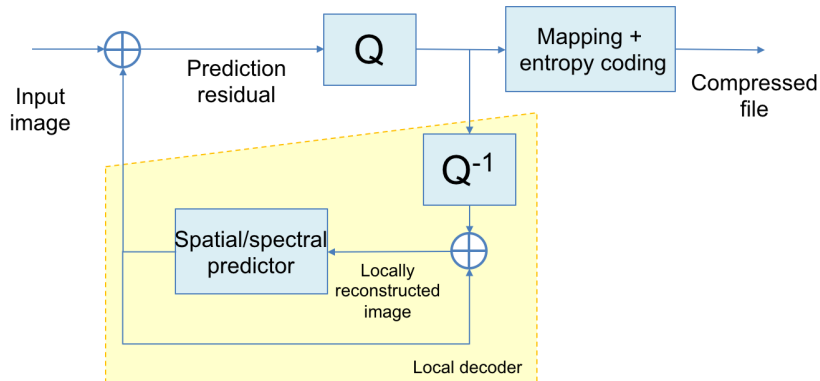 Input
image
Prediction
residual
Q
Mapping +
entropy coding
Compressed
file
Q-1
Spatial/spectral
predictor
Locally
reconstructed
image
Local decoder